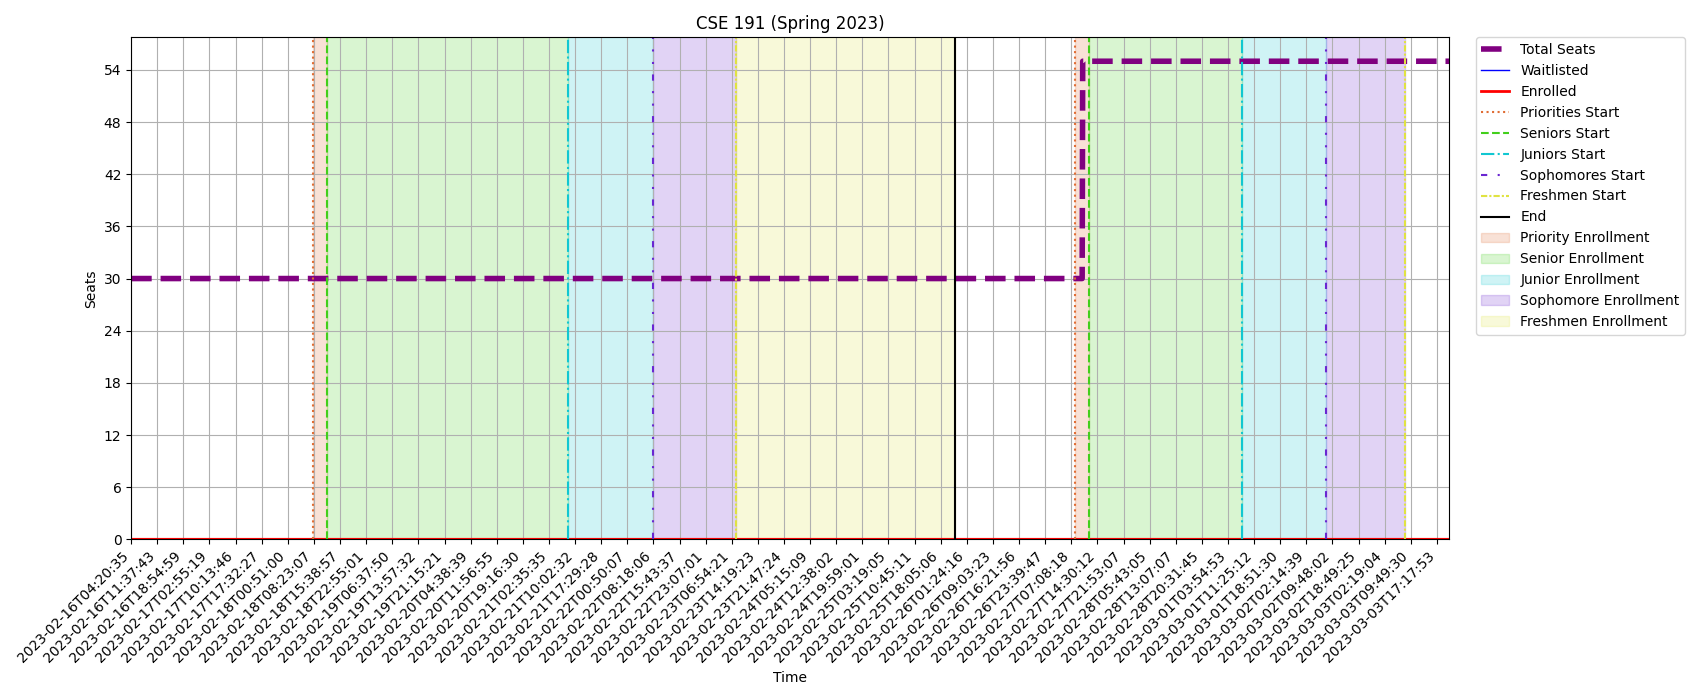 CSE 191 (Spring 2023)
54
48
42
36
30
24
18
12
6
0
Seats
2023-02-16T04:20:35
2023-02-16T11:37:43
2023-02-16T18:54:59
2023-02-17T02:55:19
2023-02-17T10:13:46
2023-02-17T17:32:27
2023-02-18T00:51:00
2023-02-18T08:23:07
2023-02-18T15:38:57
2023-02-18T22:55:01
2023-02-19T06:37:50
2023-02-19T13:57:32
2023-02-19T21:15:21
2023-02-20T04:38:39
2023-02-20T11:56:55
2023-02-20T19:16:30
2023-02-21T02:35:35
2023-02-21T10:02:32
2023-02-21T17:29:28
2023-02-22T00:50:07
2023-02-22T08:18:06
2023-02-22T15:43:37
2023-02-22T23:07:01
2023-02-23T06:54:21
2023-02-23T14:19:23
2023-02-23T21:47:24
2023-02-24T05:15:09
2023-02-24T12:38:02
2023-02-24T19:59:01
2023-02-25T03:19:05
2023-02-25T10:45:11
2023-02-25T18:05:06
2023-02-26T01:24:16
2023-02-26T09:03:23
2023-02-26T16:21:56
2023-02-26T23:39:47
2023-02-27T07:08:18
2023-02-27T14:30:12
2023-02-27T21:53:07
2023-02-28T05:43:05
2023-02-28T13:07:07
2023-02-28T20:31:45
2023-03-01T03:54:53
2023-03-01T11:25:12
2023-03-01T18:51:30
2023-03-02T02:14:39
2023-03-02T09:48:02
2023-03-02T18:49:25
2023-03-03T02:19:04
2023-03-03T09:49:30
2023-03-03T17:17:53
Time
Total Seats
Waitlisted
Enrolled
Priorities Start
Seniors Start
Juniors Start
Sophomores Start
Freshmen Start
End
Priority Enrollment
Senior Enrollment
Junior Enrollment
Sophomore Enrollment
Freshmen Enrollment